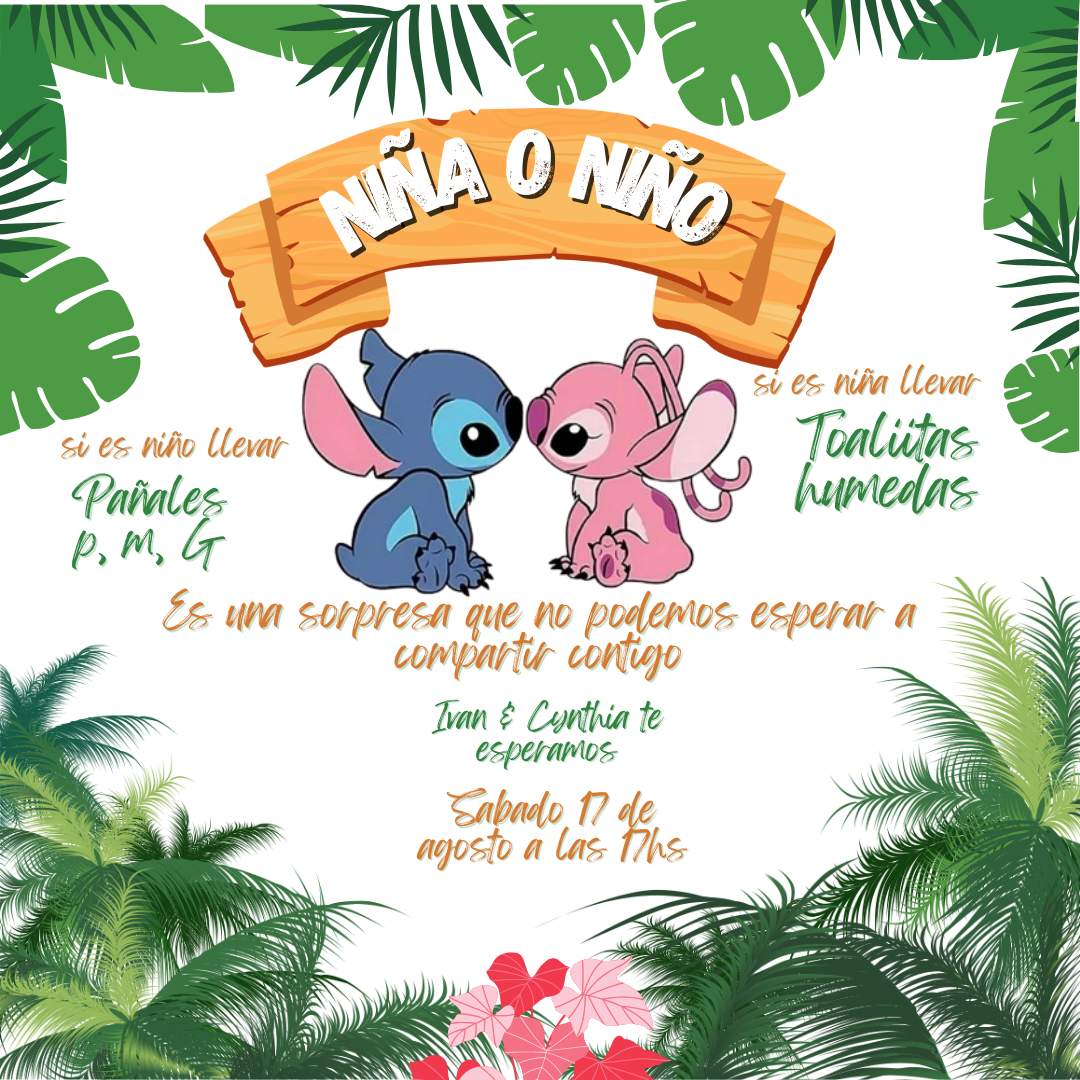 NIÑA O NIÑO
si es niño llevar
Pañales
p, m, G
si es niña llevar
Toaliitas
humedas
Es una sorpresa que no podemos esperar a
compartir contigo
Ivan & Cynthia te
esperamos
Sabado 17 de
agosto a las 17hs